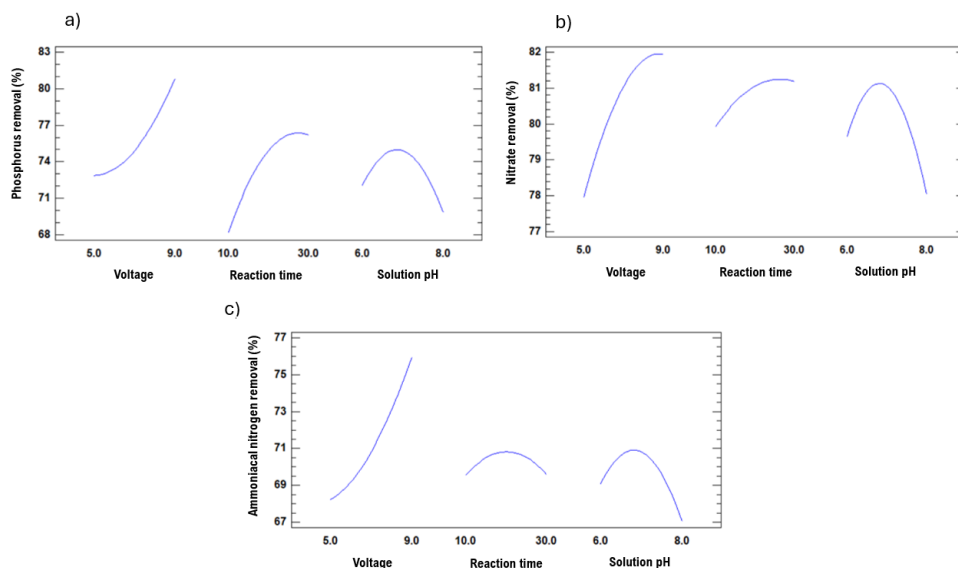 a)
Phosphorus removal (%)
83
80
77
74
71
68
5.0 9.0 10.0 30.0 6.0 8.0
Voltage Reaction time Solution pH
b)
Nitrate removal (%)
82
81
80
79
78
77
5.0 9.0 10.0 30.0 6.0 8.0
Voltage Reaction time Solution pH
c)
Ammoniacal nitrogen removal (%)
77
75
73
71
69
67
5.0 9.0 10.0 30.0 6.0 8.0
Voltage Reaction time Solution pH